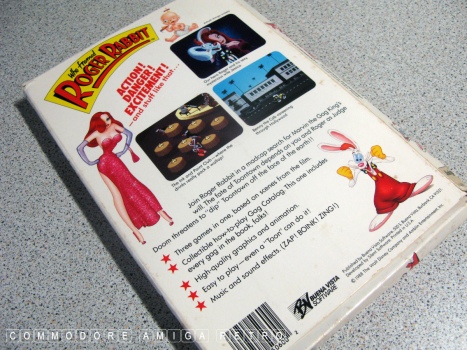 Who Framed
ROGER RABBIT
ACTION!
DANGER!
EXCITEMENT!
...and stuff like that...
Join Roger Rabbit in a madcap search for Marvin the Gag King's
will. The fate of Toontown depends on you and Roger as Judge
Doom threatens to "dip" Toontown off the face of the earth!!
Three games in one, based on scenes from the film.
Collectible how-to-play Gag Catalog. This one includes
every gag in the book, folks!
High-quality graphics and animation.
Easy to play—even a 'Toon can do it!
Music and sound effects. (ZAP! BOINK! ZING!)
BV
BUENA VISTA
SOFTWARE
COMMODORE AMIGA RETRO